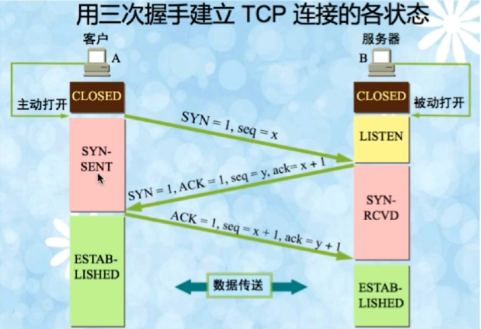 用三次握手建立 TCP 连接的各状态
客户
服务器
A
B
CLOSED
CLOSED
主动打开
被动打开
SYN = 1, seq = x
LISTEN
SYN-
SENT
SYN = 1, ACK = 1, seq = y, ack= x + 1
SYN-
RCVD
ACK = 1, seq = x + 1, ack = y + 1
ESTAB-
LISHED
数据传送
ESTAB-
LISHED